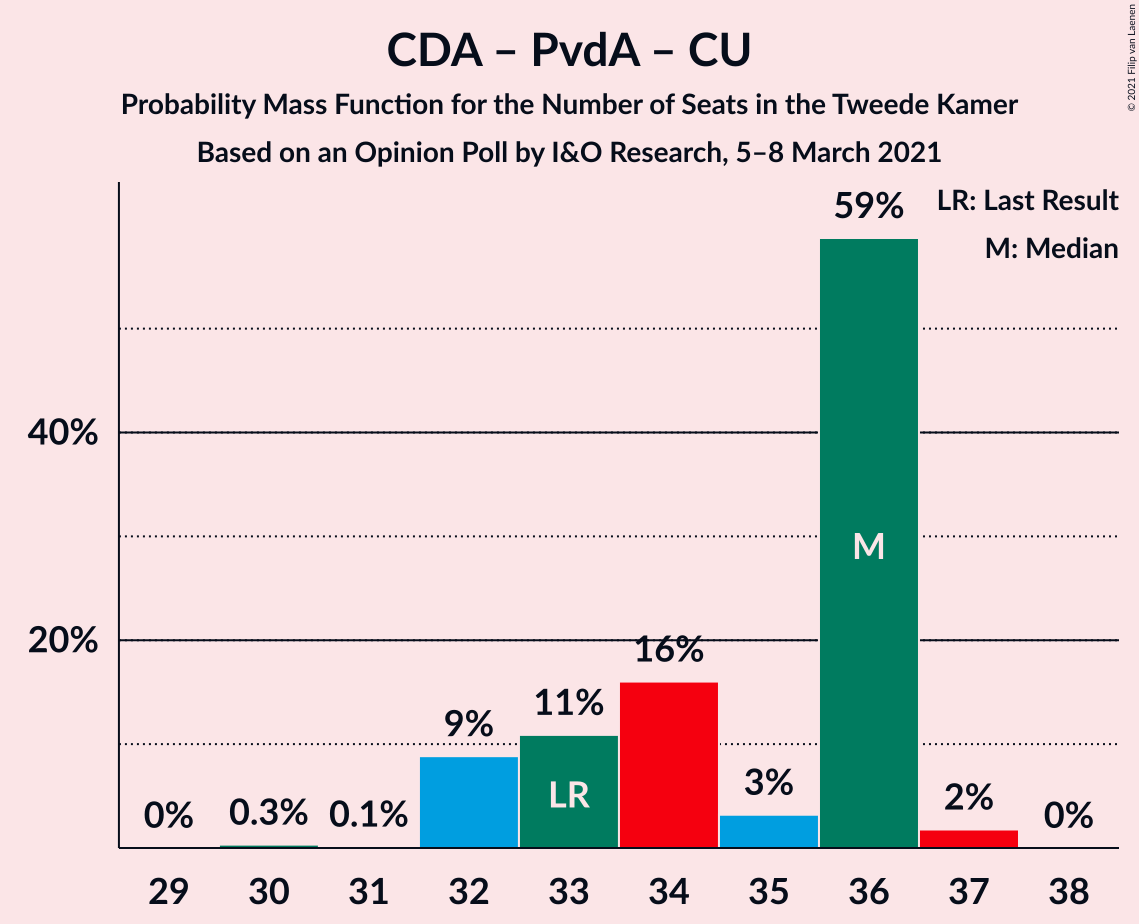 CDA – PvdA – CU
Probability Mass Function for the Number of Seats in the Tweede Kamer
Based on an Opinion Poll by I&O Research, 5–8 March 2021
© 2021 Filip van Laenen
LR: Last Result
M: Median
59%
40%
M
20%
16%
11%
9%
LR
3%
2%
0%
0.3%
0.1%
0%
29 30 31 32 33 34 35 36 37 38